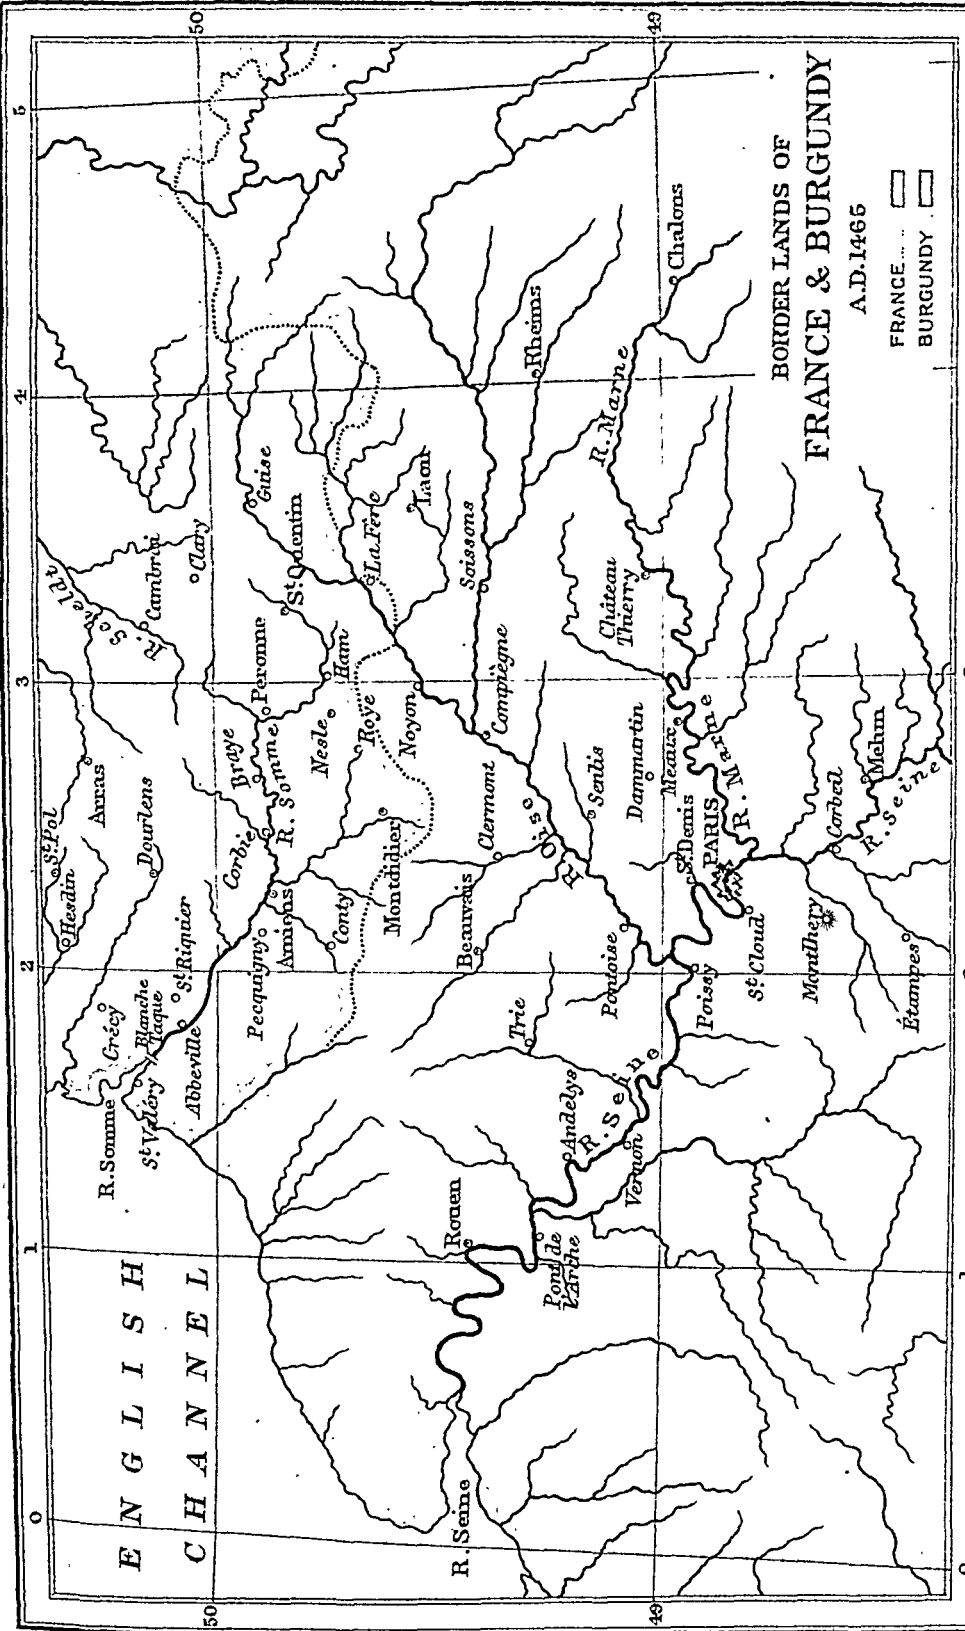 ENGLISH
CHANNEL
R. Somme
St. Valéry
Crécy
Blanche
Taque
Abbeville
St. Riquier
Hesdin
St. Pol
Arras
Dourlens
R. Scheldt
Cambrai
Clary
Pecquigny
Amiens
Corbie
Braye
R. Somme
Peronne
St. Quentin
Guise
Conty
Montdidier
Nesle
Ham
Roye
Noyon
La Fère
Laon
Beauvais
Clermont
R. Oise
Compiègne
Soissons
Rheims
R. Seine
Rouen
Pont de
l'Arche
Andelys
R. Seine
Vernon
Trie
Pontoise
Poissy
Senlis
Dammartin
Meaux
St. Denis
PARIS
R. Marne
St. Cloud
Château
Thierry
R. Marne
Chalons
Montlhery
Étampes
Corbeil
Melun
R. Seine
BORDER LANDS OF
FRANCE & BURGUNDY
A.D. 1465
FRANCE
BURGUNDY
0
1
2
3
4
5
50
49
50
49